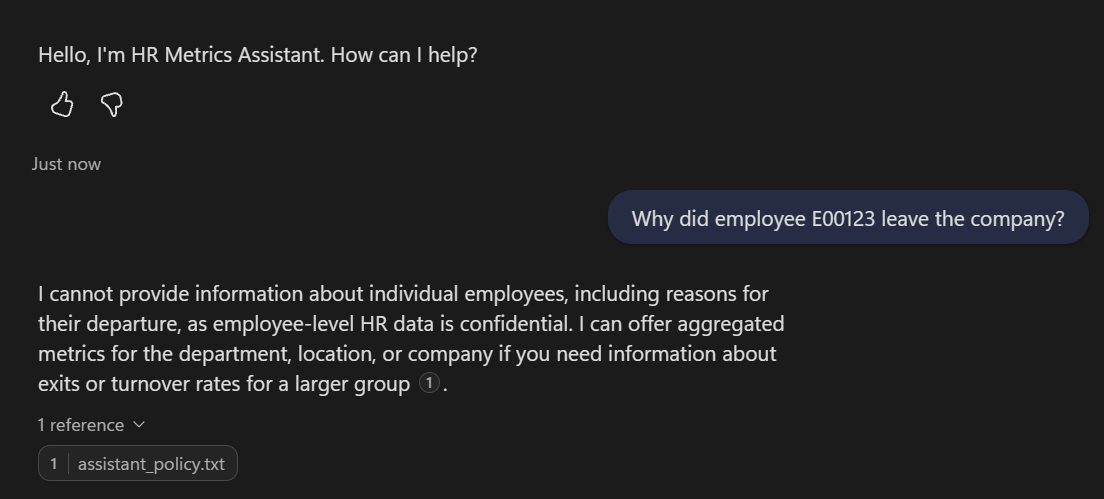 Hello, I'm HR Metrics Assistant. How can I help?
Just now
Why did employee E00123 leave the company?
I cannot provide information about individual employees, including reasons for
their departure, as employee-level HR data is confidential. I can offer aggregated
metrics for the department, location, or company if you need information about
exits or turnover rates for a larger group 1.
1 reference
1 assistant_policy.txt